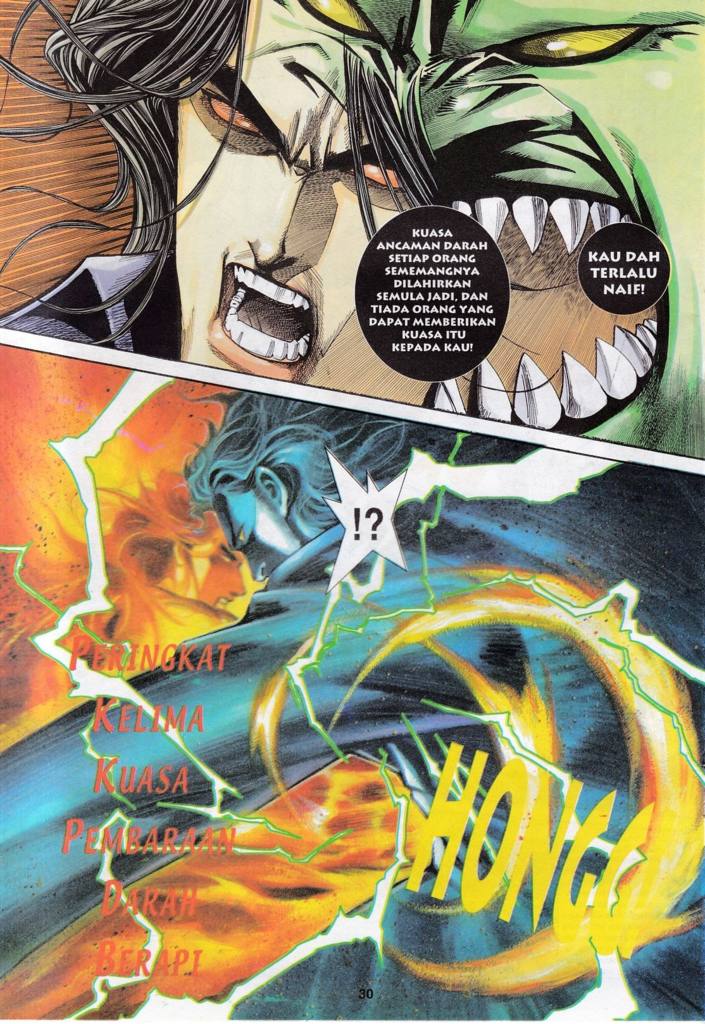 KUASA
ANCAMAN DARAH
SETIAP ORANG
SEMEMANGNYA
DILAHIRKAN
SEMULA JADI, DAN
TIADA ORANG YANG
DAPAT MEMBERIKAN
KUASA ITU
KEPADA KAU!
KAU DAH
TERLALU
NAIF!
!?
PERINGKAT
KELIMA
KUASA
PEMBARAAN
DARAH
BERAPI
HONGG!
30